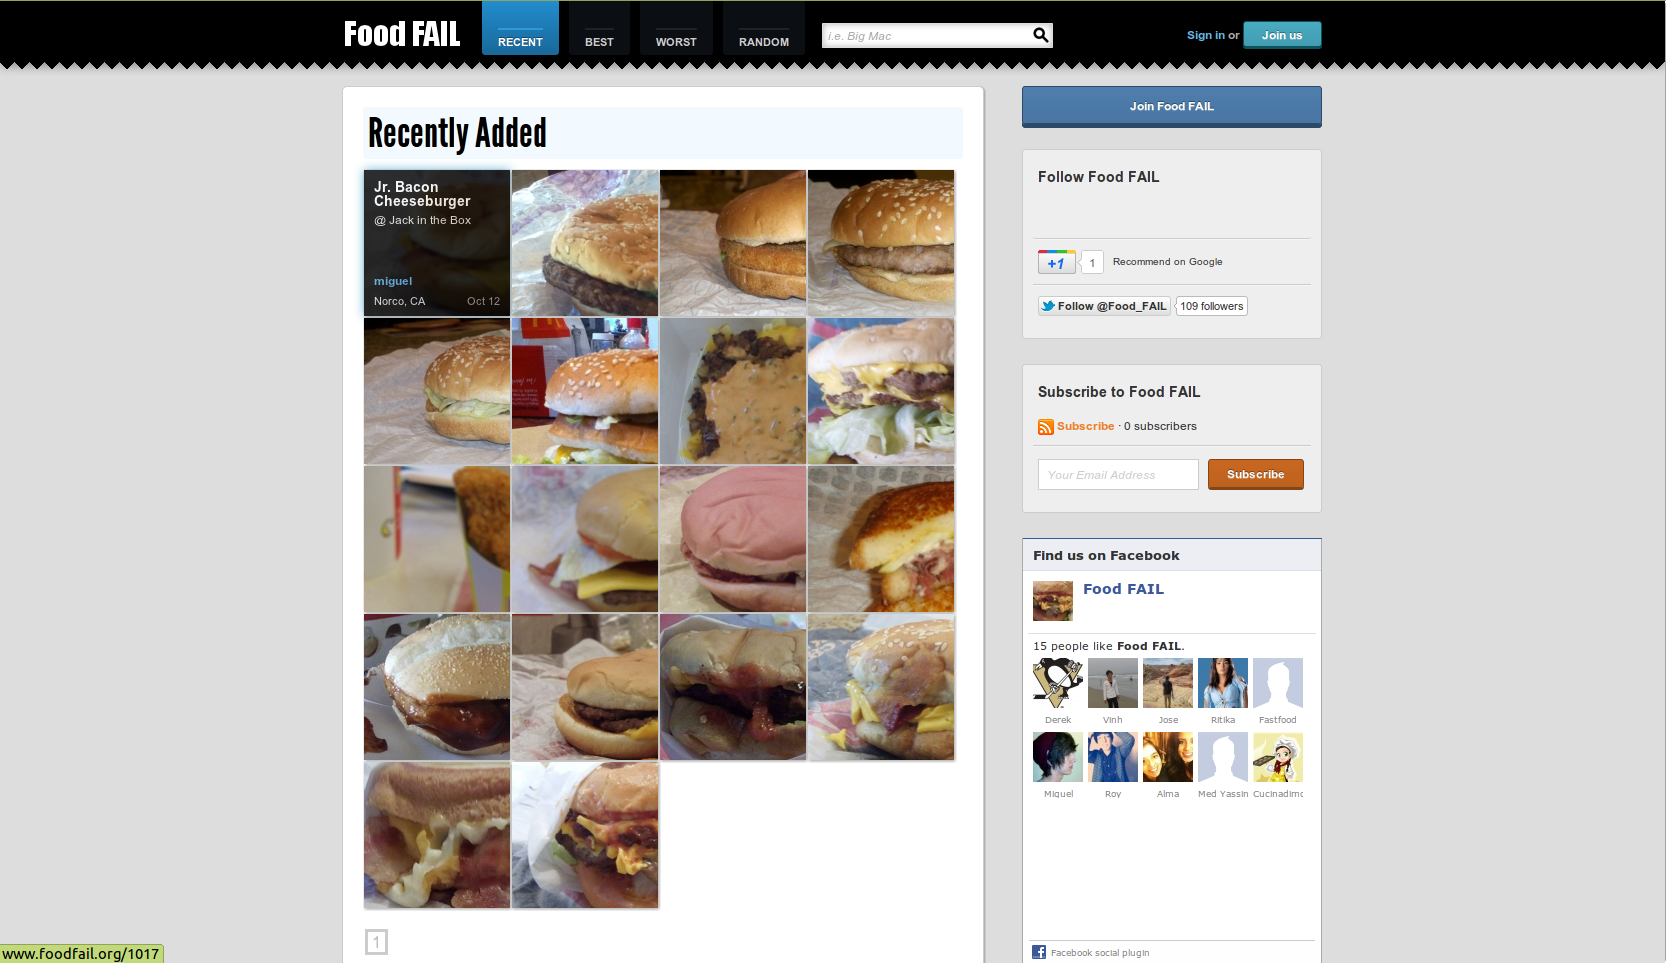 Food FAIL
RECENT
BEST
WORST
RANDOM
i.e. Big Mac
Sign in or
Join us
Recently Added
Jr. Bacon
Cheeseburger
@ Jack in the Box
miguel
Norco, CA
Oct 12
1
Join Food FAIL
Follow Food FAIL
+1
1
Recommend on Google
Follow @Food_FAIL
109 followers
Subscribe to Food FAIL
Subscribe · 0 subscribers
Your Email Address
Subscribe
Find us on Facebook
Food FAIL
15 people like Food FAIL.
Derek
Vinh
Jose
Ritika
Fastfood
Miguel
Roy
Alma
Med Yassin
Cucinadimo
Facebook social plugin
www.foodfail.org/1017